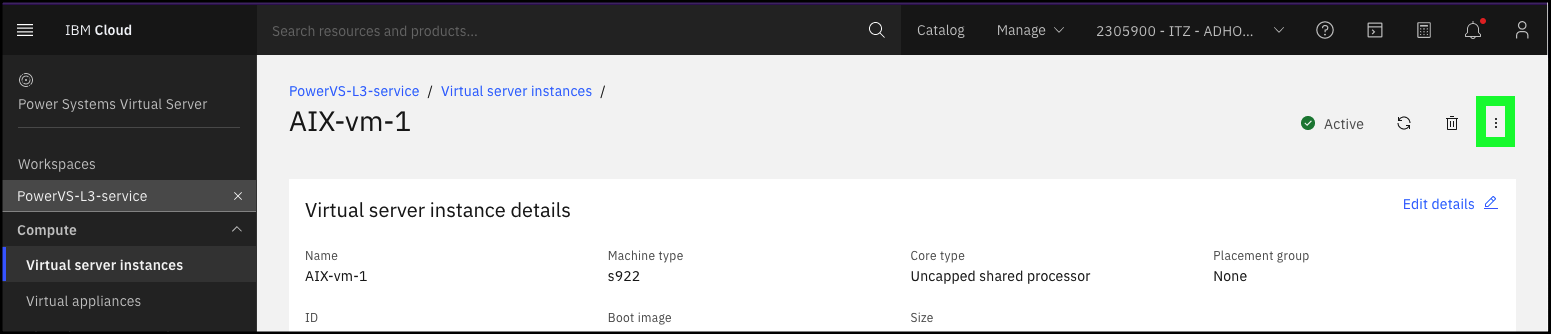 IBM Cloud
Search resources and products...
Catalog
Manage
2305900 - ITZ - ADHO...
Power Systems Virtual Server
Workspaces
PowerVS-L3-service
Compute
Virtual server instances
Virtual appliances
PowerVS-L3-service / Virtual server instances /
AIX-vm-1
Active
Virtual server instance details
Edit details
Name
AIX-vm-1
Machine type
s922
Core type
Uncapped shared processor
Placement group
None
ID
Boot image
Size